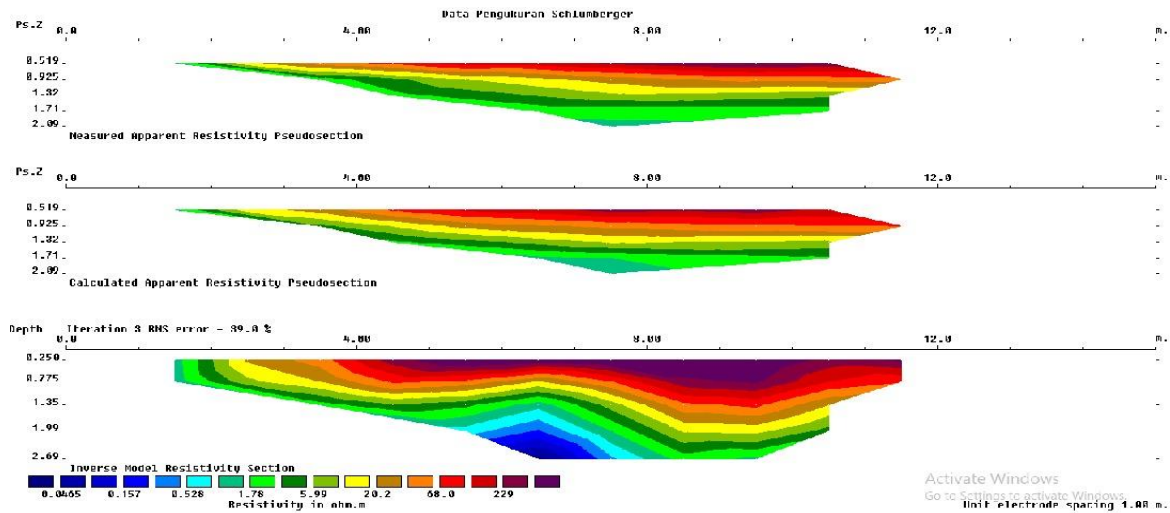 Data Pengukuran Schlumberger
Ps.Z 0.0 4.00 8.00 12.0 m.
0.519
0.925
1.32
1.71
2.09
Measured Apparent Resistivity Pseudosection
Ps.Z 0.0 4.00 8.00 12.0 m.
0.519
0.925
1.32
1.71
2.09
Calculated Apparent Resistivity Pseudosection
Depth Iteration 3 RMS error = 39.0 %
0.0 4.00 8.00 12.0 m.
0.250
0.775
1.35
1.99
2.69
Inverse Model Resistivity Section
0.0465 0.157 0.528 1.78 5.99 20.2 68.0 229
Resistivity in ohm.m
Activate Windows
Go to Settings to activate Windows.
Unit electrode spacing 1.00 m.